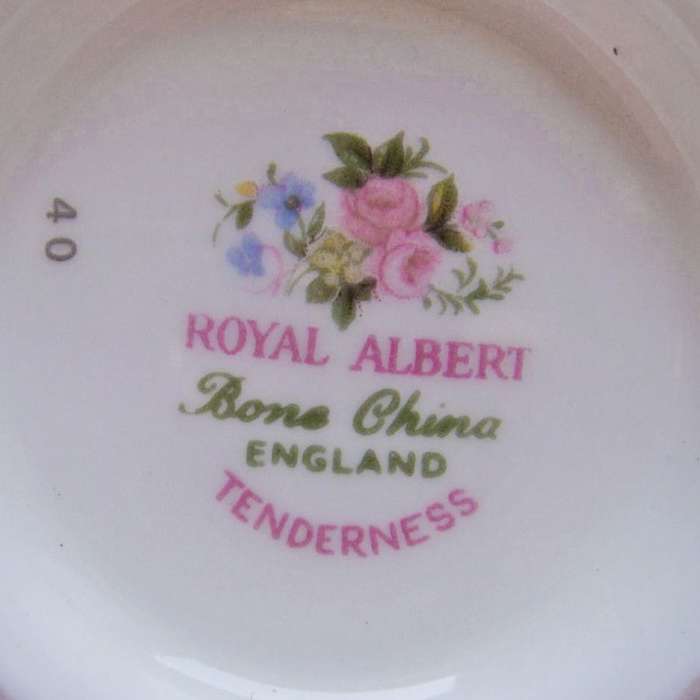 40
ROYAL ALBERT
Bone China
ENGLAND
TENDERNESS